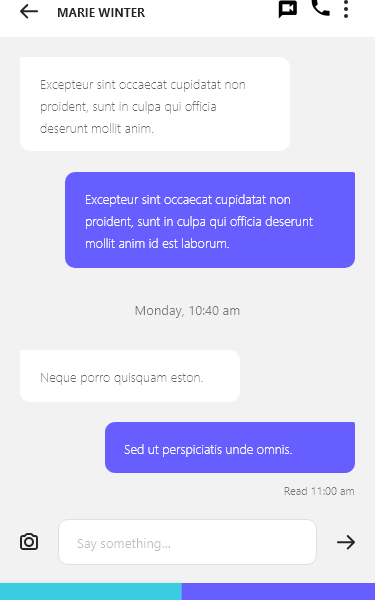 MARIE WINTER
Excepteur sint occaecat cupidatat non
proident, sunt in culpa qui officia
deserunt mollit anim.
Excepteur sint occaecat cupidatat non
proident, sunt in culpa qui officia deserunt
mollit anim id est laborum.
Monday, 10:40 am
Neque porro quisquam eston.
Sed ut perspiciatis unde omnis.
Read 11:00 am
Say something...